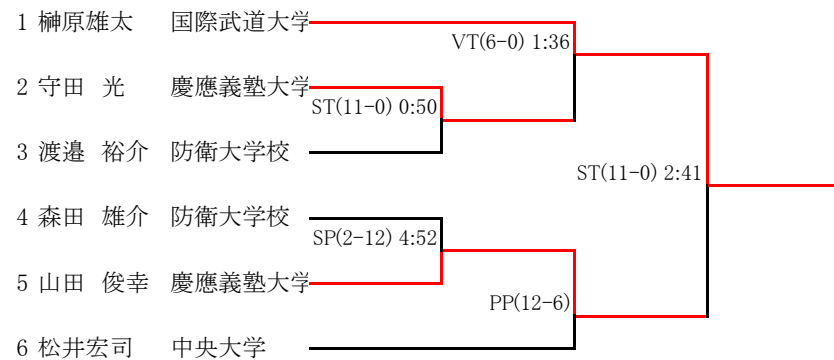 1 榊原雄太 国際武道大学
VT(6-0) 1:36
2 守田 光 慶應義塾大学
ST(11-0) 0:50
3 渡邉 裕介 防衛大学校
ST(11-0) 2:41
4 森田 雄介 防衛大学校
SP(2-12) 4:52
5 山田 俊幸 慶應義塾大学
PP(12-6)
6 松井宏司 中央大学